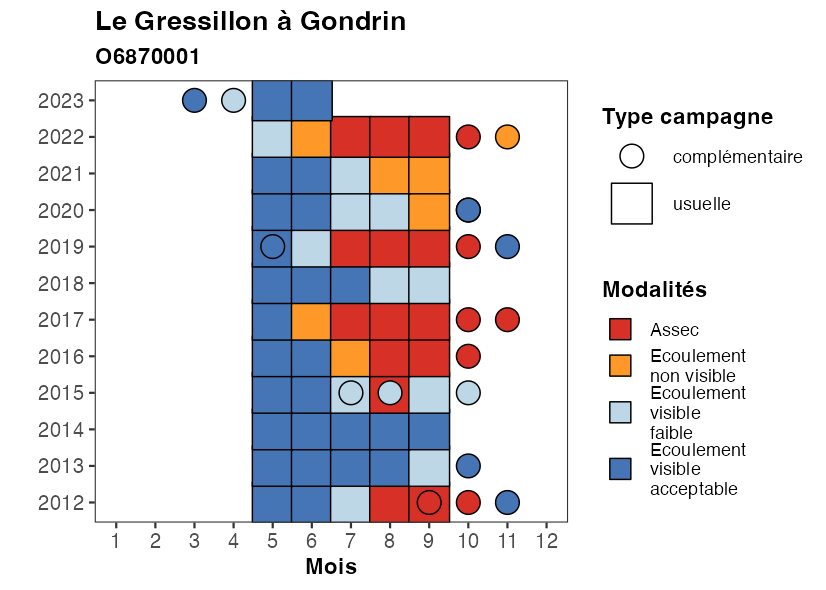 Le Gressillon à Gondrin
O6870001
2023
2022
2021
2020
2019
2018
2017
2016
2015
2014
2013
2012
1 2 3 4 5 6 7 8 9 10 11 12
Mois
Type campagne
complémentaire
usuelle
Modalités
Assec
Ecoulement
non visible
Ecoulement
visible
faible
Ecoulement
visible
acceptable